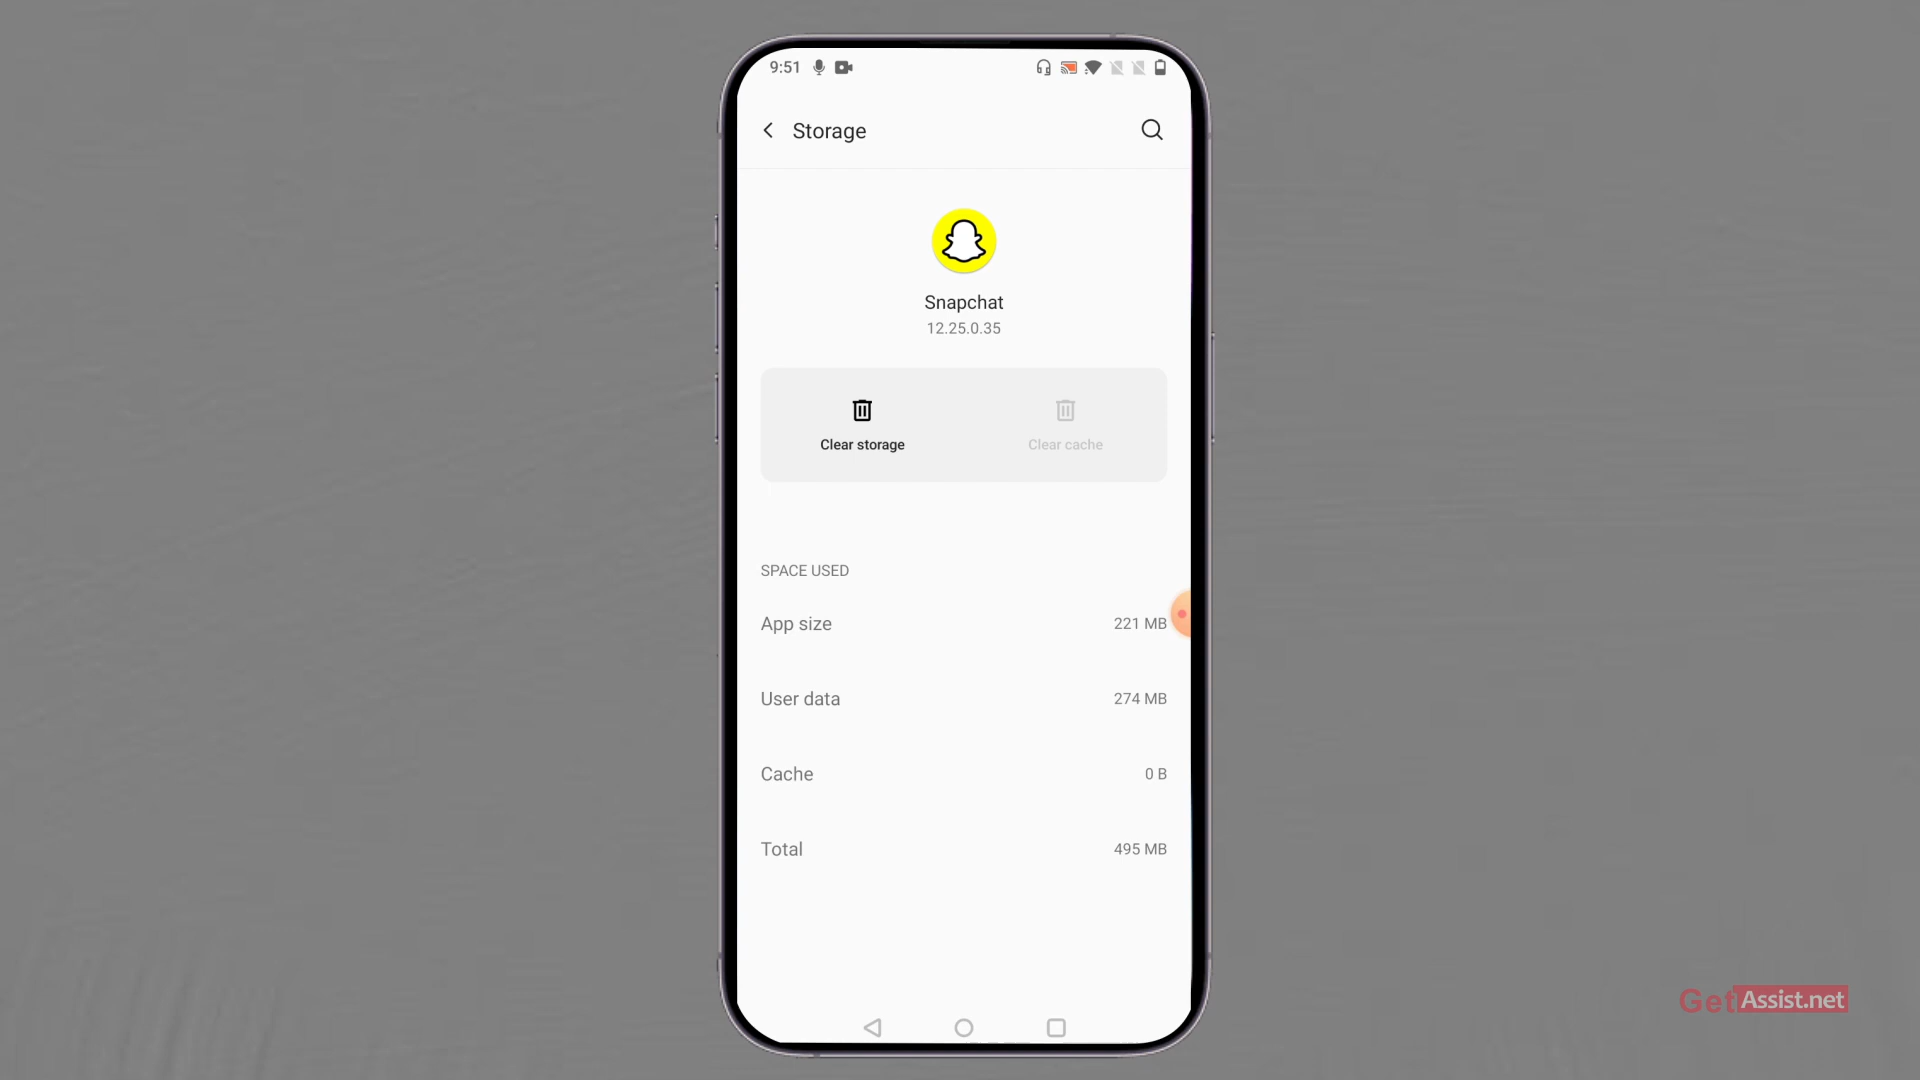 9:51
Storage
Snapchat
12.25.0.35
Clear storage
Clear cache
SPACE USED
App size
221 MB
User data
274 MB
Cache
0 B
Total
495 MB
GetAssist.net